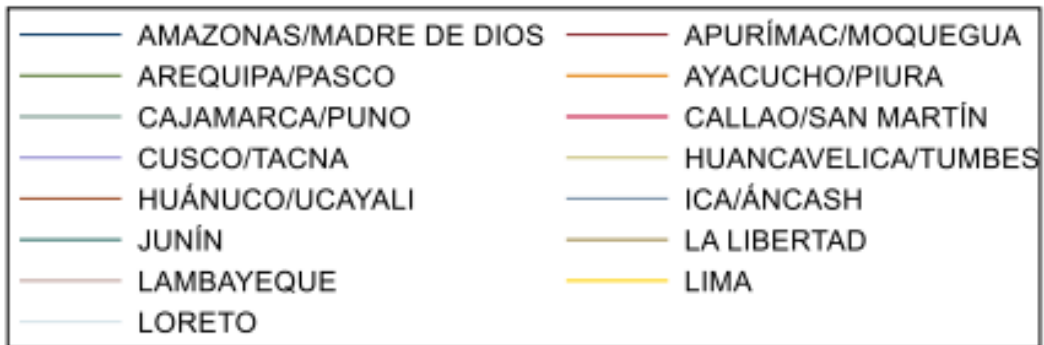 AMAZONAS/MADRE DE DIOS APURÍMAC/MOQUEGUA
AREQUIPA/PASCO AYACUCHO/PIURA
CAJAMARCA/PUNO CALLAO/SAN MARTÍN
CUSCO/TACNA HUANCAVELICA/TUMBES
HUÁNUCO/UCAYALI ICA/ÁNCASH
JUNÍN LA LIBERTAD
LAMBAYEQUE LIMA
LORETO